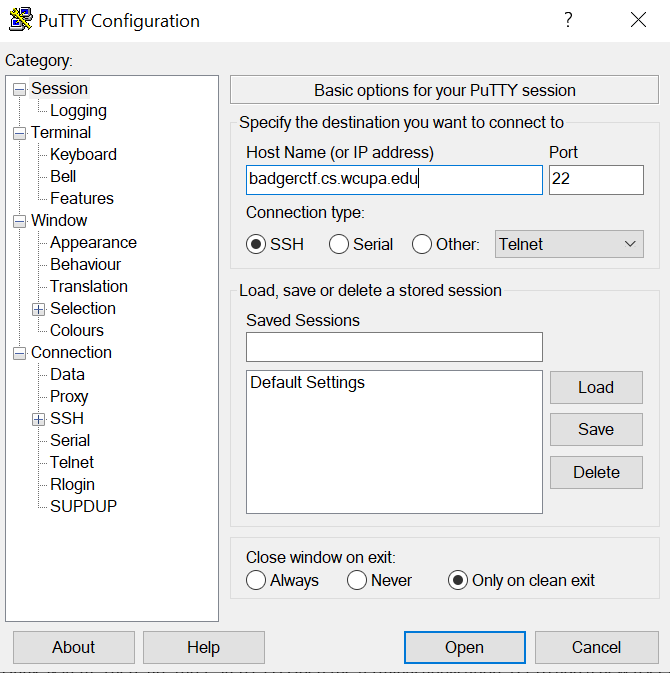 PuTTY Configuration
?
Category:
Session
Logging
Terminal
Keyboard
Bell
Features
Window
Appearance
Behaviour
Translation
Selection
Colours
Connection
Data
Proxy
SSH
Serial
Telnet
Rlogin
SUPDUP
Basic options for your PuTTY session
Specify the destination you want to connect to
Host Name (or IP address) Port
badgerctf.cs.wcupa.edu 22
Connection type:
SSH Serial Other: Telnet
Load, save or delete a stored session
Saved Sessions
Default Settings
Load
Save
Delete
Close window on exit:
Always Never Only on clean exit
About Help Open Cancel